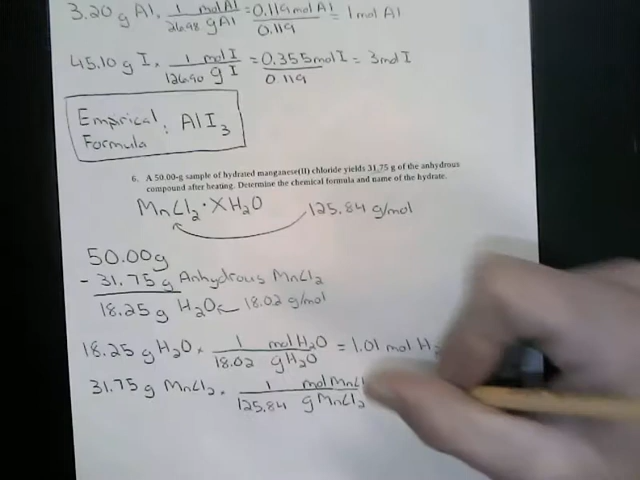 3.20 g Al · 1 mol Al / 26.98 g Al = 0.119 mol Al / 0.119 = 1 mol Al
45.10 g I · 1 mol I / 126.90 g I = 0.355 mol I / 0.119 = 3 mol I
Empirical Formula : AlI₃
6. A 50.00-g sample of hydrated manganese(II) chloride yields 31.75 g of the anhydrous
compound after heating. Determine the chemical formula and name of the hydrate.
MnCl₂ · XH₂O 125.84 g/mol
50.00g
- 31.75 g Anhydrous MnCl₂
18.25 g H₂O ← 18.02 g/mol
18.25 g H₂O · 1 mol H₂O / 18.02 g H₂O = 1.01 mol H₂
31.75 g MnCl₂ · 1 mol MnCl / 125.84 g MnCl₂